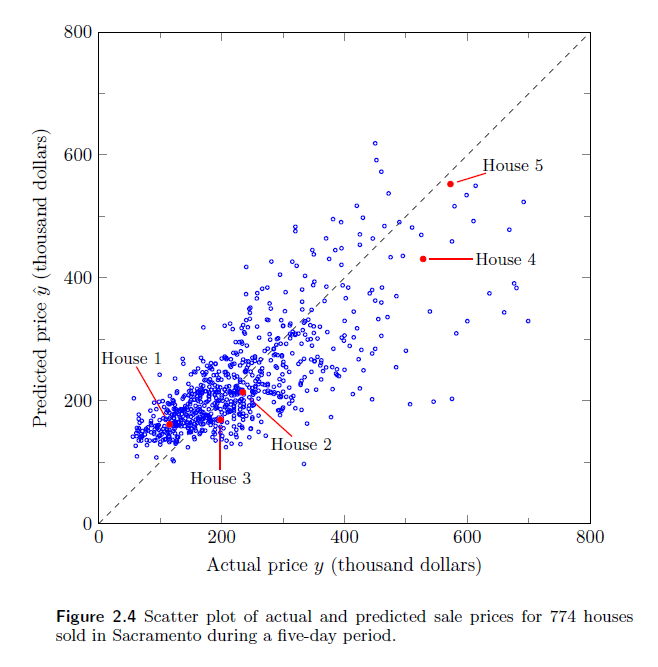 800
600
400
200
0
0 200 400 600 800
Predicted price ŷ (thousand dollars)
House 5
House 4
House 1
House 2
House 3
Actual price y (thousand dollars)
Figure 2.4 Scatter plot of actual and predicted sale prices for 774 houses
sold in Sacramento during a five-day period.